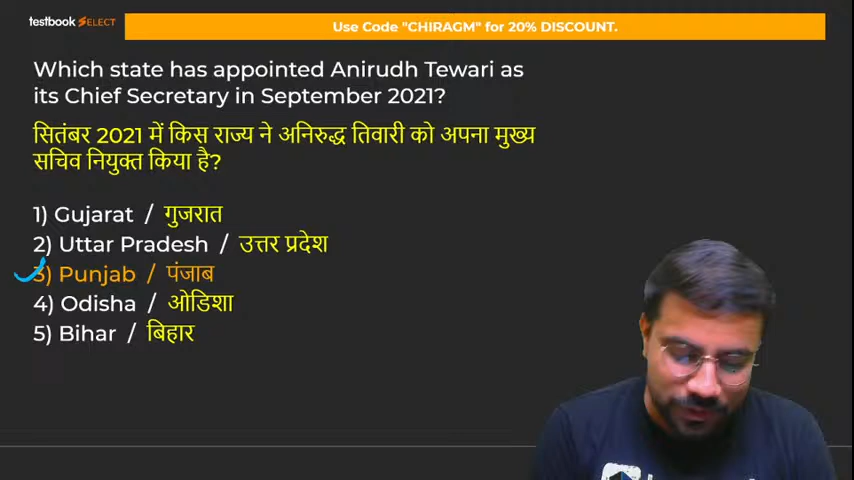 testbook SELECT
Use Code "CHIRAGM" for 20% DISCOUNT.
Which state has appointed Anirudh Tewari as
its Chief Secretary in September 2021?
सितंबर 2021 में किस राज्य ने अनिरुद्ध तिवारी को अपना मुख्य
सचिव नियुक्त किया है?
1) Gujarat / गुजरात
2) Uttar Pradesh / उत्तर प्रदेश
3) Punjab / पंजाब
4) Odisha / ओडिशा
5) Bihar / बिहार